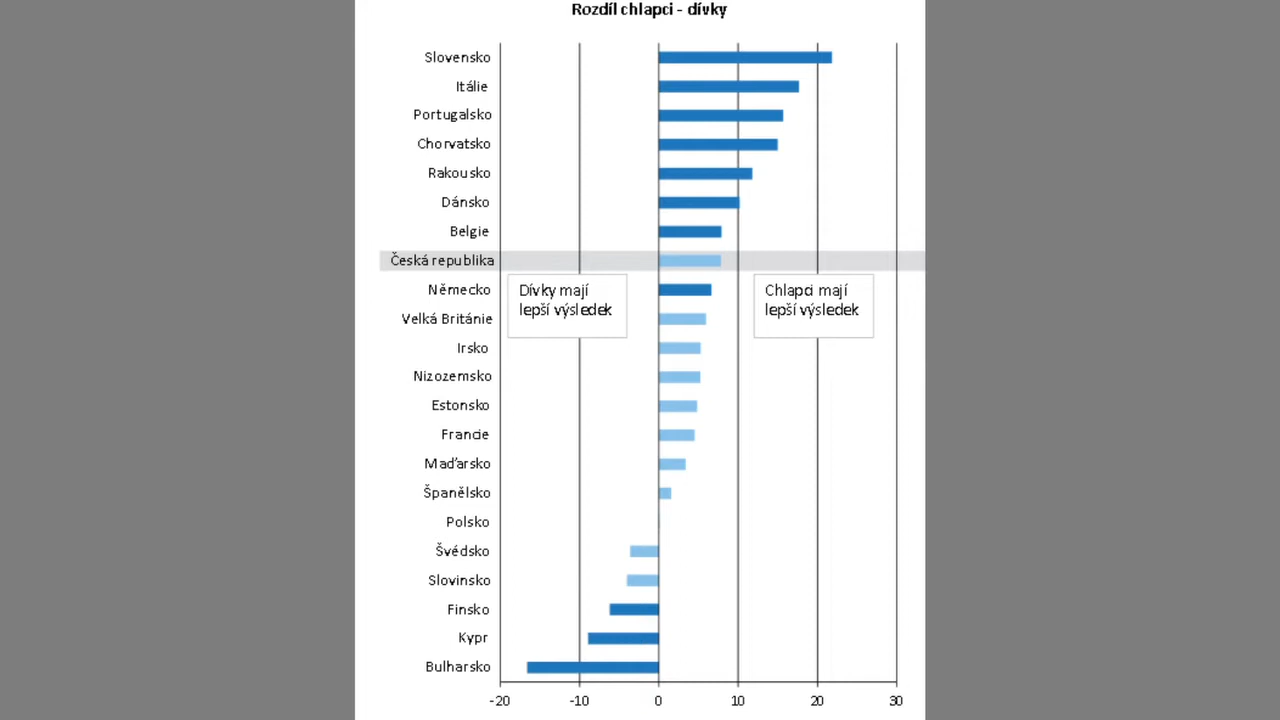 Rozdíl chlapci - dívky
Slovensko
Itálie
Portugalsko
Chorvatsko
Rakousko
Dánsko
Belgie
Česká republika
Německo
Velká Británie
Irsko
Nizozemsko
Estonsko
Francie
Maďarsko
Španělsko
Polsko
Švédsko
Slovinsko
Finsko
Kypr
Bulharsko
Dívky mají
lepší výsledek
Chlapci mají
lepší výsledek
-20 -10 0 10 20 30